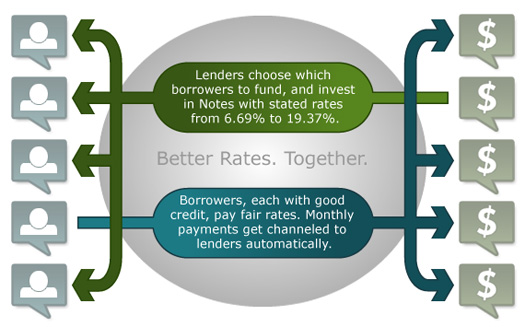 Lenders choose which
borrowers to fund, and invest
in Notes with stated rates
from 6.69% to 19.37%.
Better Rates. Together.
Borrowers, each with good
credit, pay fair rates. Monthly
payments get channeled to
lenders automatically.
$
$
$
$
$